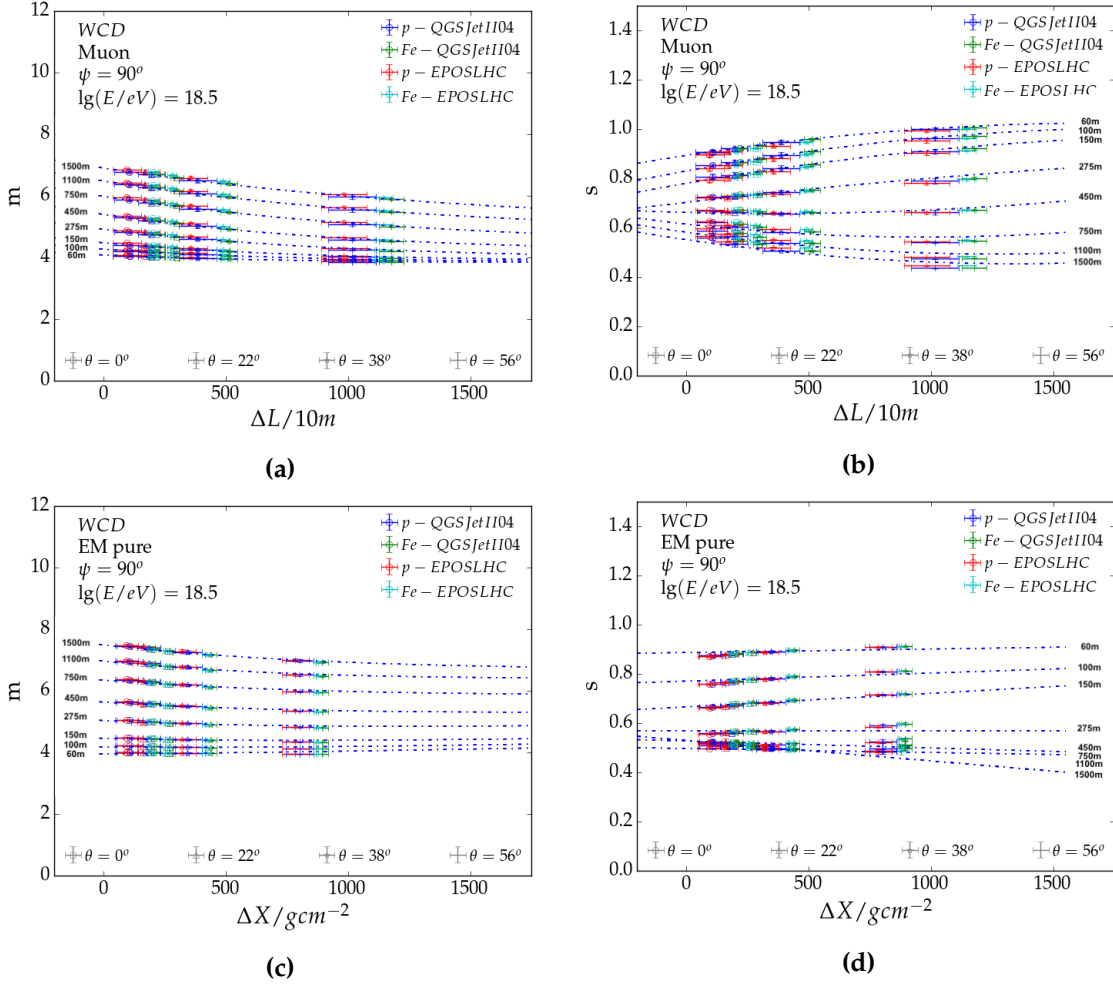 12
10
8
6
4
2
0
m
WCD
Muon
ψ = 90°
lg(E/eV) = 18.5
p − QGSJetII04
Fe − QGSJetII04
p − EPOSLHC
Fe − EPOSLHC
1500m
1100m
750m
450m
275m
150m
100m
60m
θ = 0° θ = 22° θ = 38° θ = 56°
0 500 1000 1500
ΔL/10m
(a)
1.4
1.2
1.0
0.8
0.6
0.4
0.2
0.0
s
WCD
Muon
ψ = 90°
lg(E/eV) = 18.5
p − QGSJetII04
Fe − QGSJetII04
p − EPOSLHC
Fe − EPOSLHC
60m
100m
150m
275m
450m
750m
1100m
1500m
θ = 0° θ = 22° θ = 38° θ = 56°
0 500 1000 1500
ΔL/10m
(b)
12
10
8
6
4
2
0
m
WCD
EM pure
ψ = 90°
lg(E/eV) = 18.5
p − QGSJetII04
Fe − QGSJetII04
p − EPOSLHC
Fe − EPOSLHC
1500m
1100m
750m
450m
275m
150m
100m
60m
θ = 0° θ = 22° θ = 38° θ = 56°
0 500 1000 1500
ΔX/gcm⁻²
(c)
1.4
1.2
1.0
0.8
0.6
0.4
0.2
0.0
s
WCD
EM pure
ψ = 90°
lg(E/eV) = 18.5
p − QGSJetII04
Fe − QGSJetII04
p − EPOSLHC
Fe − EPOSLHC
60m
100m
150m
275m
450m
750m
1100m
1500m
θ = 0° θ = 22° θ = 38° θ = 56°
0 500 1000 1500
ΔX/gcm⁻²
(d)